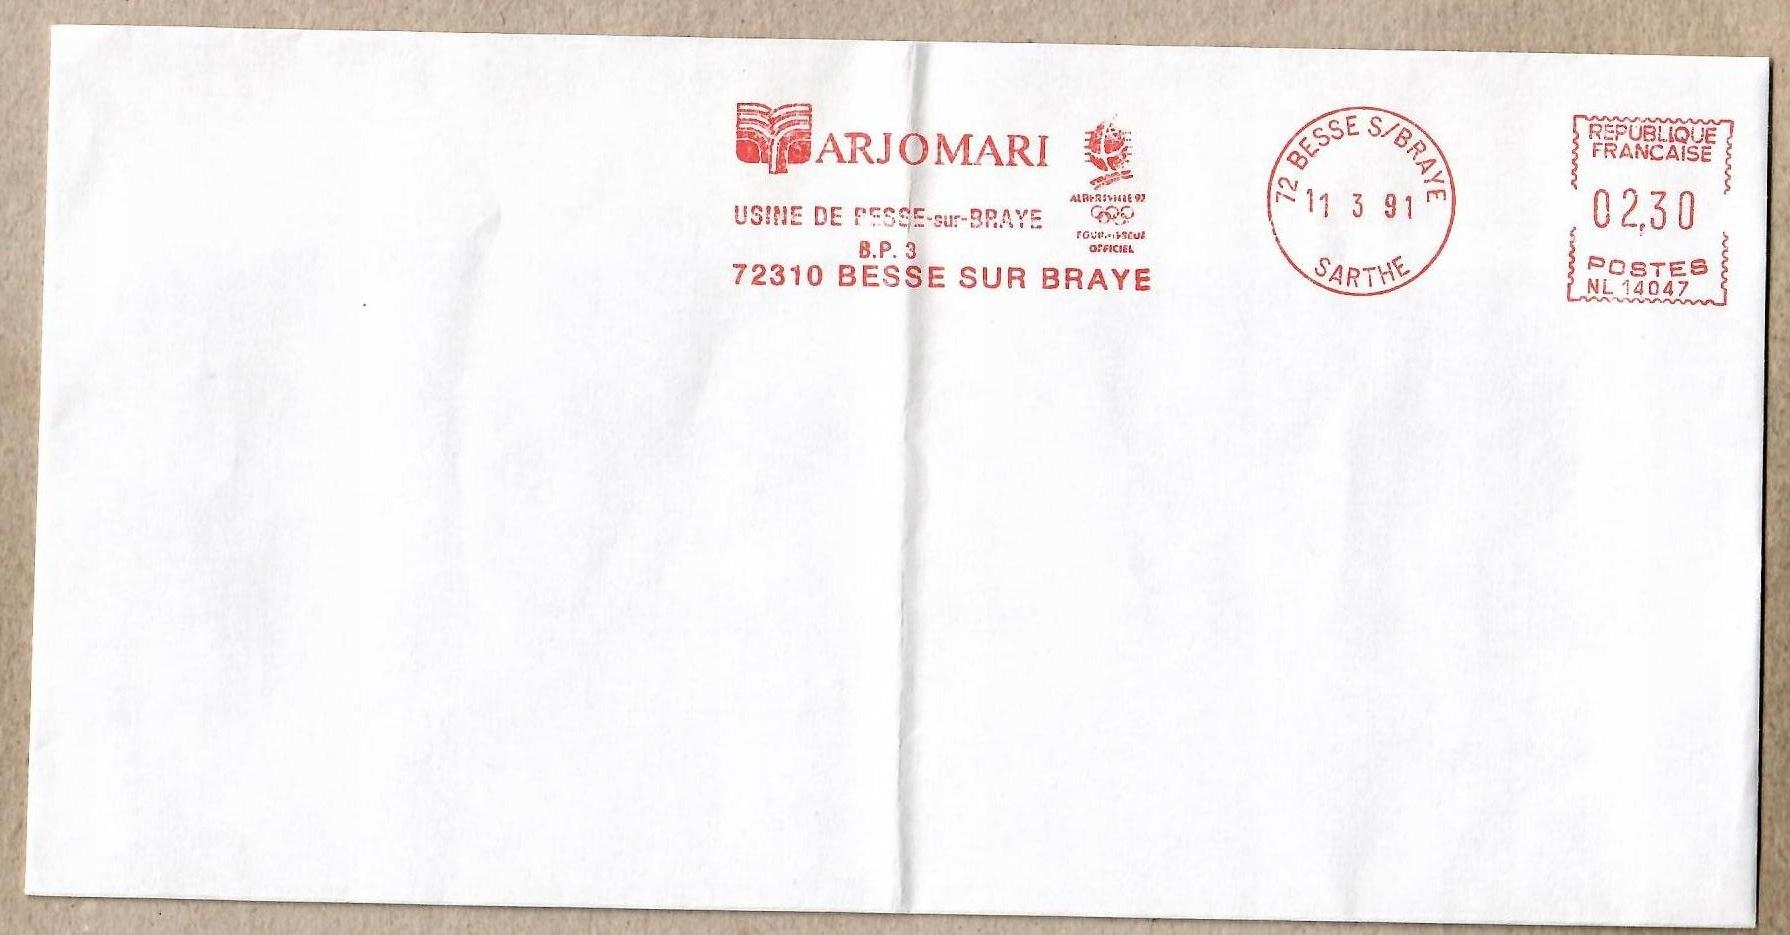 ARJOMARI
USINE DE BESSE-sur-BRAYE
B.P. 3
72310 BESSE SUR BRAYE
ALBERTVILLE 92
FOURNISSEUR
OFFICIEL
72 BESSE S/BRAYE
11 3 91
SARTHE
REPUBLIQUE
FRANCAISE
02,30
POSTES
NL 14047